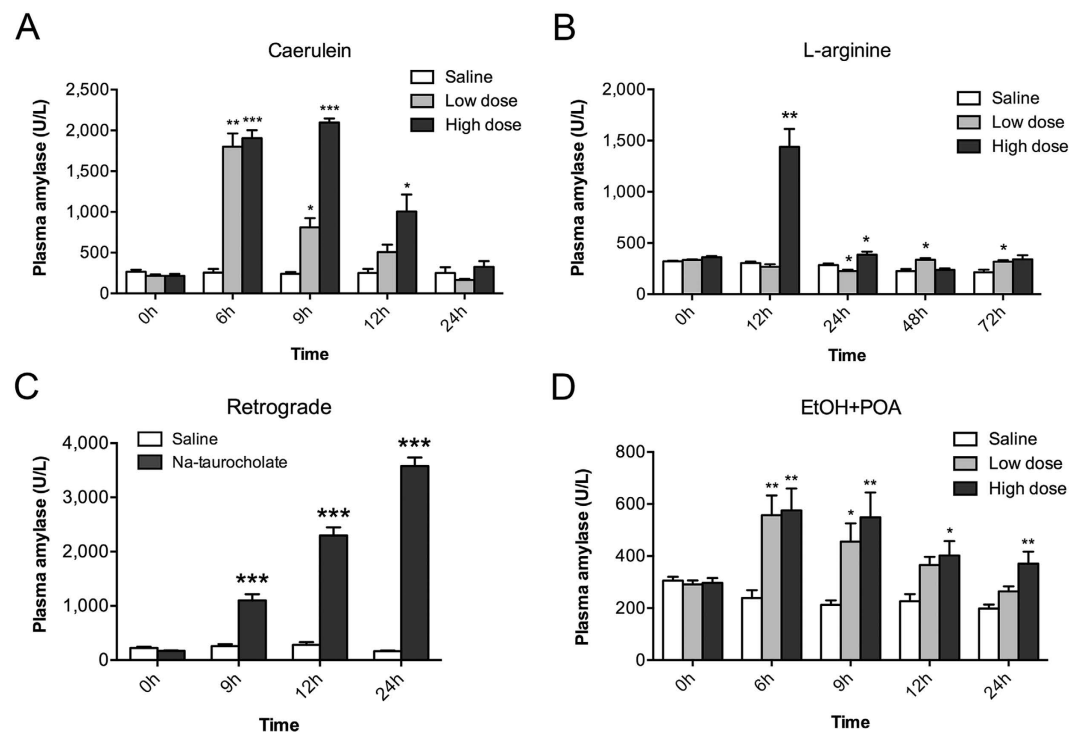 A
Caerulein
Saline
Low dose
High dose
Plasma amylase (U/L)
2,500
2,000
1,500
1,000
500
0
** *** * *** *
0h 6h 9h 12h 24h
Time
B
L-arginine
Saline
Low dose
High dose
Plasma amylase (U/L)
2,000
1,500
1,000
500
0
** * * * *
0h 12h 24h 48h 72h
Time
C
Retrograde
Saline
Na-taurocholate
Plasma amylase (U/L)
4,000
3,000
2,000
1,000
0
*** *** ***
0h 9h 12h 24h
Time
D
EtOH+POA
Saline
Low dose
High dose
Plasma amylase (U/L)
800
600
400
200
0
** ** * ** * **
0h 6h 9h 12h 24h
Time